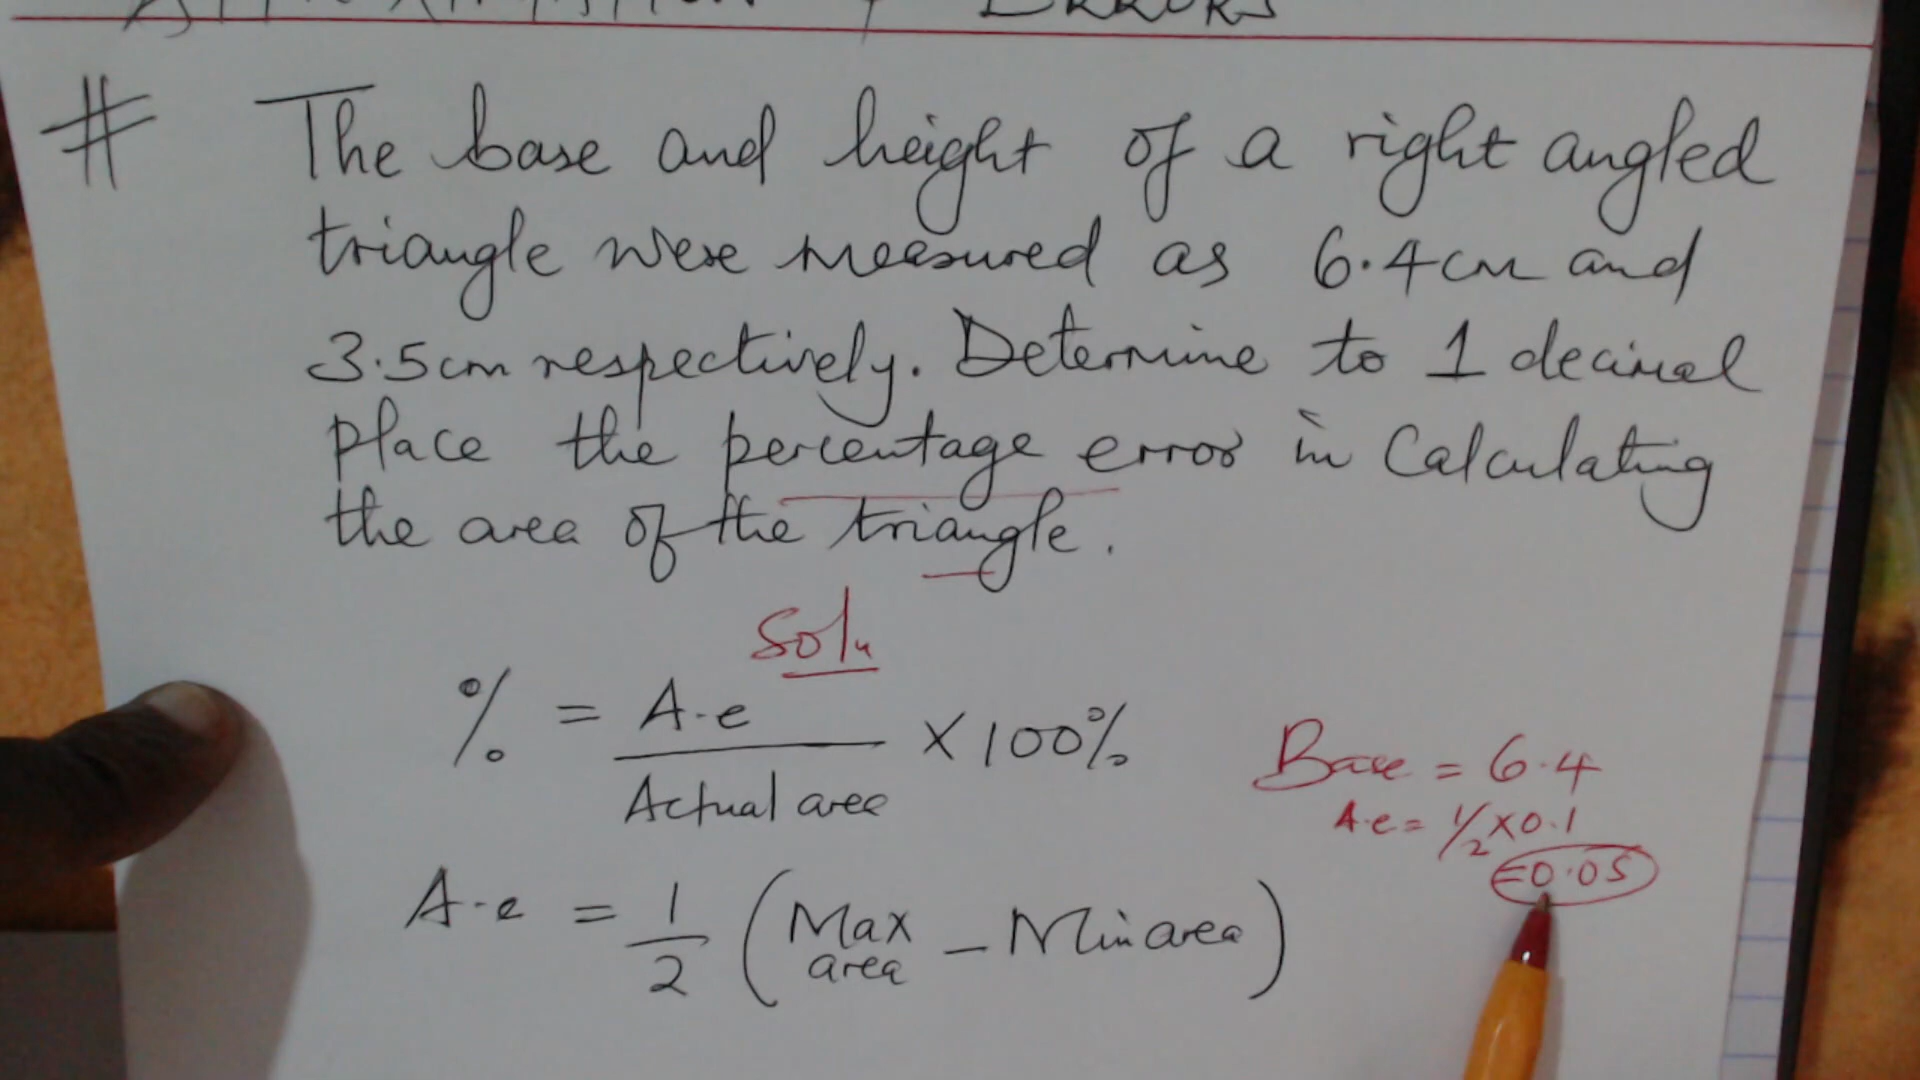 ERRORS
# The base and height of a right angled
triangle were measured as 6.4cm and
3.5cm respectively. Determine to 1 decimal
place the percentage error in Calculating
the area of the triangle.
Soln
% = A.e / Actual area × 100%
Base = 6.4
A.e = 1/2 × 0.1
= 0.05
A.e = 1/2 (Max area - Min area)